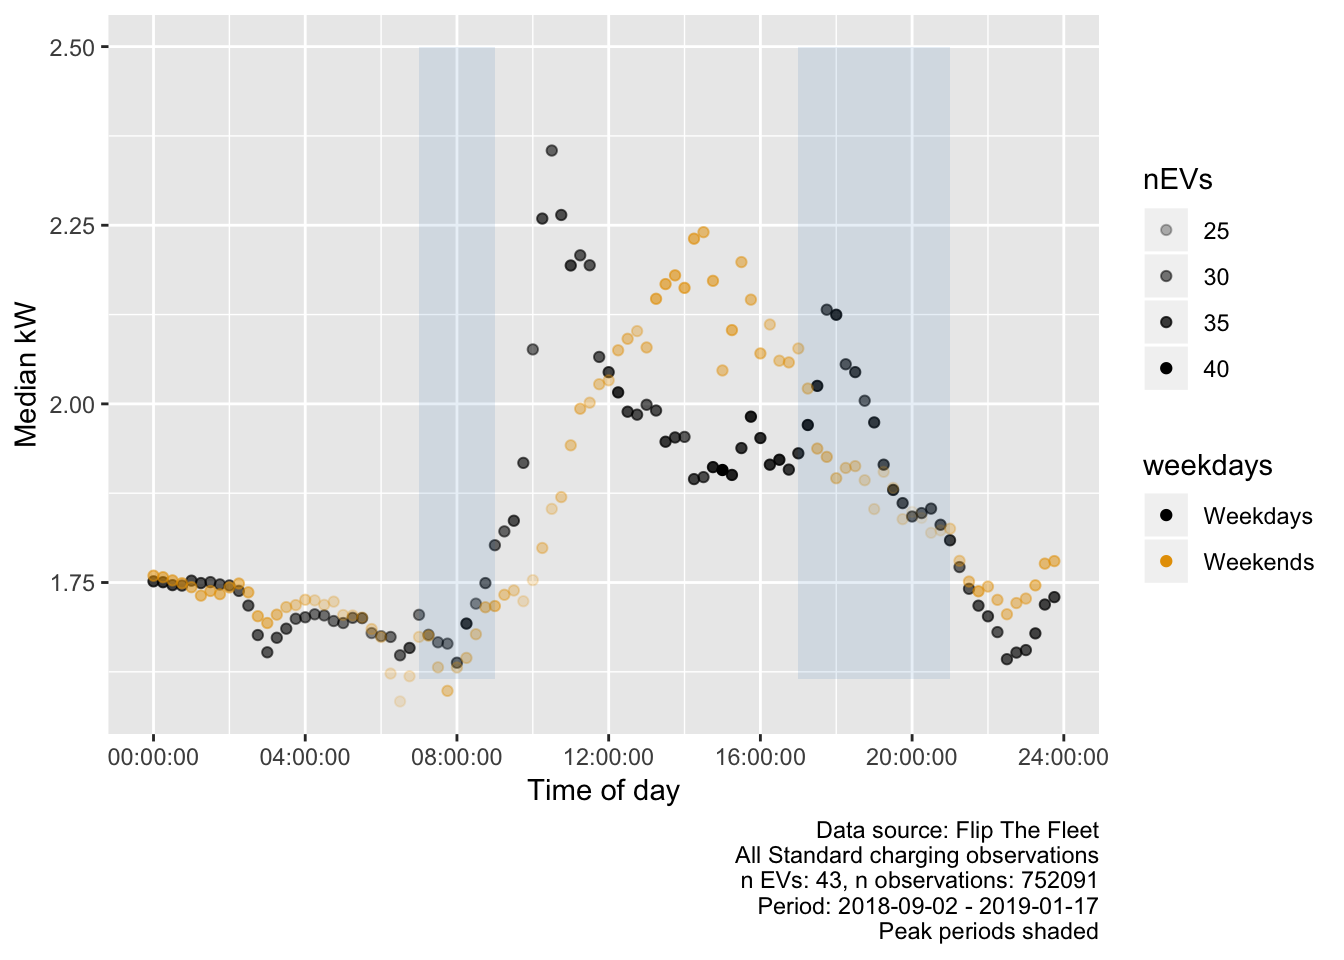 2.50
2.25
2.00
1.75
Median kW
00:00:00 04:00:00 08:00:00 12:00:00 16:00:00 20:00:00 24:00:00
Time of day
nEVs
25
30
35
40
weekdays
Weekdays
Weekends
Data source: Flip The Fleet
All Standard charging observations
n EVs: 43, n observations: 752091
Period: 2018-09-02 - 2019-01-17
Peak periods shaded